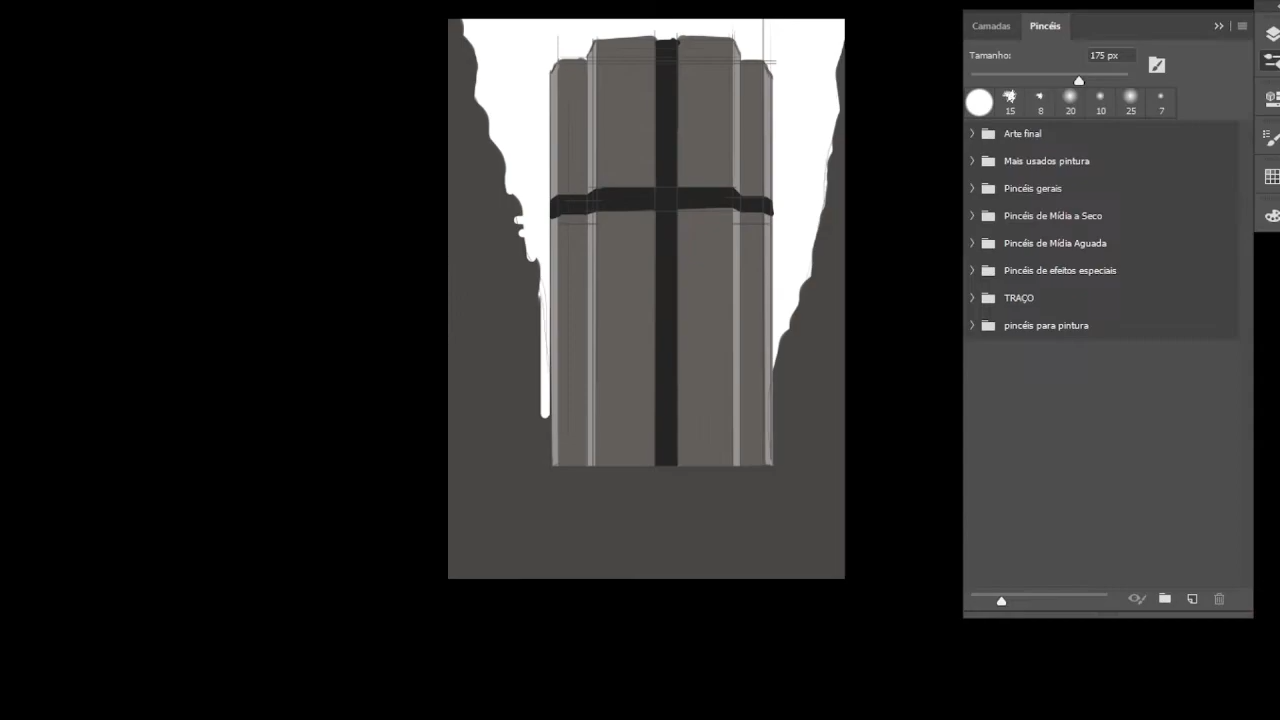 Camadas Pincéis
Tamanho: 175 px
15 8 20 10 25 7
Arte final
Mais usados pintura
Pincéis gerais
Pincéis de Mídia a Seco
Pincéis de Mídia Aguada
Pincéis de efeitos especiais
TRAÇO
pincéis para pintura